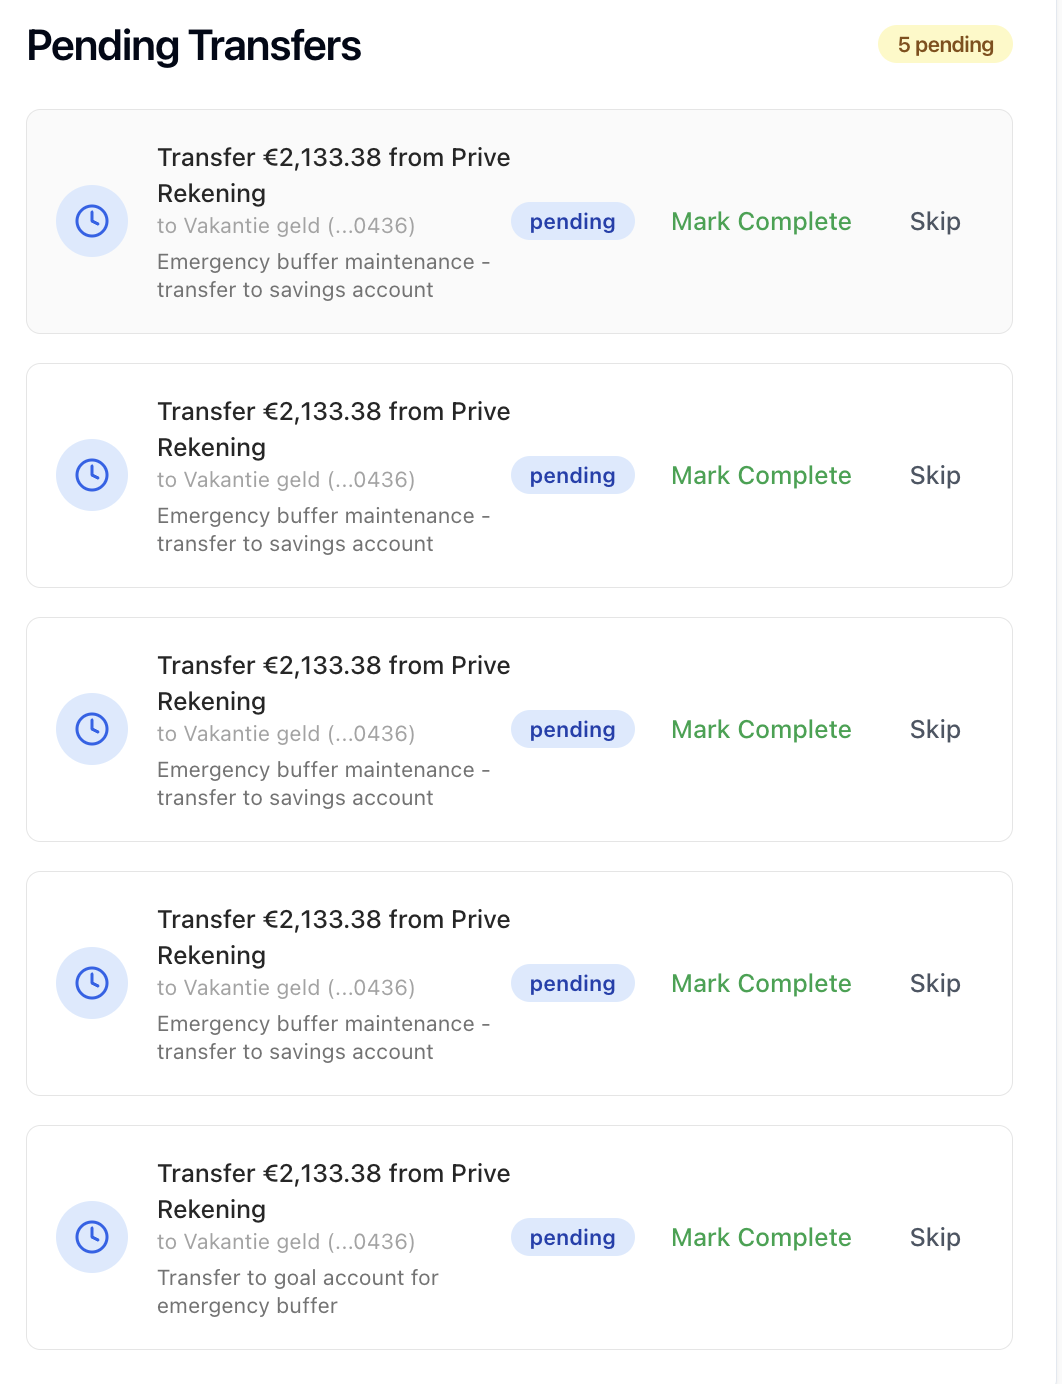 Pending Transfers
5 pending
Transfer €2,133.38 from Prive
Rekening
to Vakantie geld (...0436)
Emergency buffer maintenance -
transfer to savings account
pending
Mark Complete
Skip
Transfer €2,133.38 from Prive
Rekening
to Vakantie geld (...0436)
Emergency buffer maintenance -
transfer to savings account
pending
Mark Complete
Skip
Transfer €2,133.38 from Prive
Rekening
to Vakantie geld (...0436)
Emergency buffer maintenance -
transfer to savings account
pending
Mark Complete
Skip
Transfer €2,133.38 from Prive
Rekening
to Vakantie geld (...0436)
Emergency buffer maintenance -
transfer to savings account
pending
Mark Complete
Skip
Transfer €2,133.38 from Prive
Rekening
to Vakantie geld (...0436)
Transfer to goal account for
emergency buffer
pending
Mark Complete
Skip